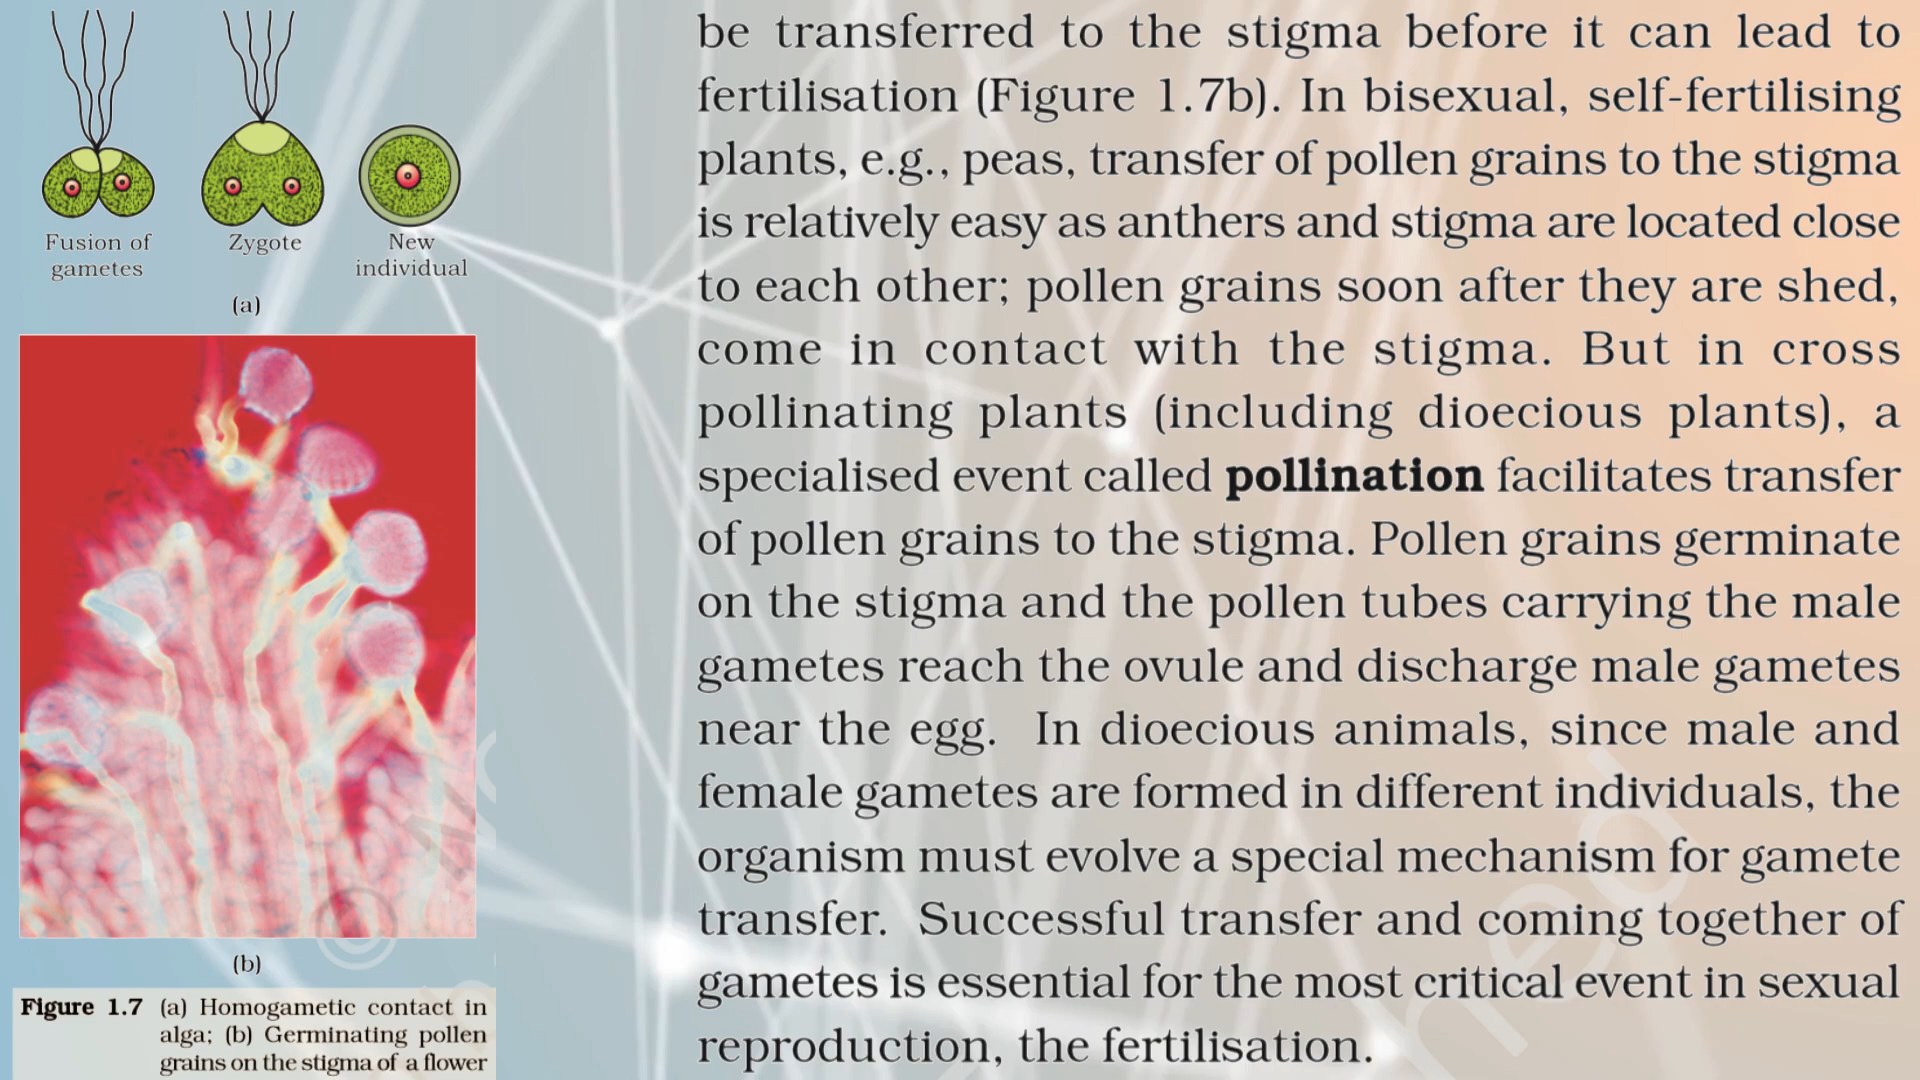 Fusion of
gametes
Zygote
New
individual
(a)
(b)
Figure 1.7 (a) Homogametic contact in
alga; (b) Germinating pollen
grains on the stigma of a flower
be transferred to the stigma before it can lead to
fertilisation (Figure 1.7b). In bisexual, self-fertilising
plants, e.g., peas, transfer of pollen grains to the stigma
is relatively easy as anthers and stigma are located close
to each other; pollen grains soon after they are shed,
come in contact with the stigma. But in cross
pollinating plants (including dioecious plants), a
specialised event called pollination facilitates transfer
of pollen grains to the stigma. Pollen grains germinate
on the stigma and the pollen tubes carrying the male
gametes reach the ovule and discharge male gametes
near the egg. In dioecious animals, since male and
female gametes are formed in different individuals, the
organism must evolve a special mechanism for gamete
transfer. Successful transfer and coming together of
gametes is essential for the most critical event in sexual
reproduction, the fertilisation.